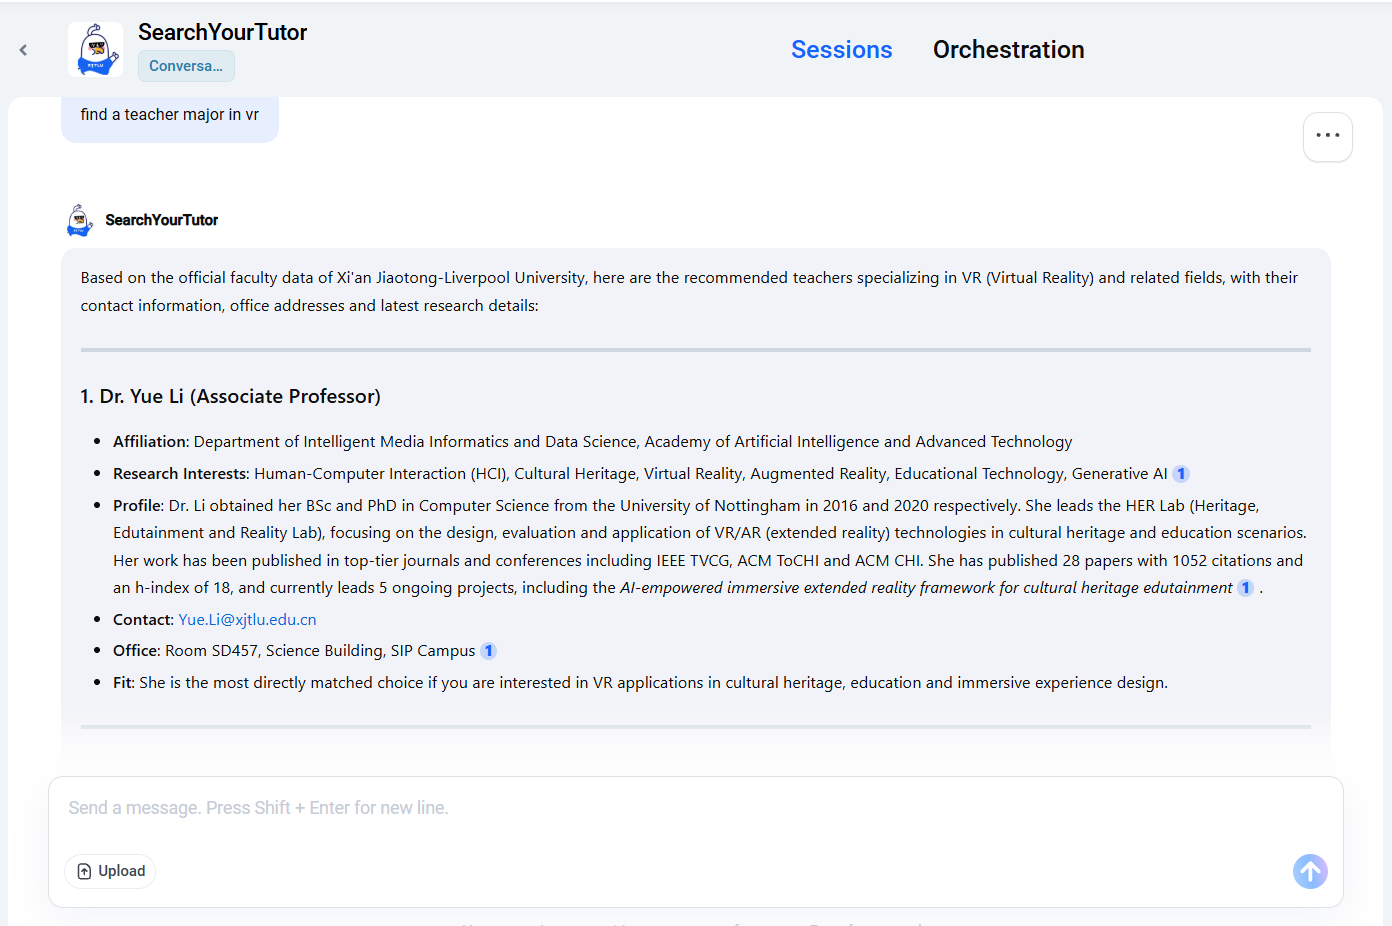 SearchYourTutor
Conversa...
Sessions
Orchestration
find a teacher major in vr
SearchYourTutor
Based on the official faculty data of Xi'an Jiaotong-Liverpool University, here are the recommended teachers specializing in VR (Virtual Reality) and related fields, with their
contact information, office addresses and latest research details:
1. Dr. Yue Li (Associate Professor)
• Affiliation: Department of Intelligent Media Informatics and Data Science, Academy of Artificial Intelligence and Advanced Technology
• Research Interests: Human-Computer Interaction (HCI), Cultural Heritage, Virtual Reality, Augmented Reality, Educational Technology, Generative AI 1
• Profile: Dr. Li obtained her BSc and PhD in Computer Science from the University of Nottingham in 2016 and 2020 respectively. She leads the HER Lab (Heritage,
Edutainment and Reality Lab), focusing on the design, evaluation and application of VR/AR (extended reality) technologies in cultural heritage and education scenarios.
Her work has been published in top-tier journals and conferences including IEEE TVCG, ACM ToCHI and ACM CHI. She has published 28 papers with 1052 citations and
an h-index of 18, and currently leads 5 ongoing projects, including the AI-empowered immersive extended reality framework for cultural heritage edutainment 1 .
• Contact: Yue.Li@xjtlu.edu.cn
• Office: Room SD457, Science Building, SIP Campus 1
• Fit: She is the most directly matched choice if you are interested in VR applications in cultural heritage, education and immersive experience design.
Send a message. Press Shift + Enter for new line.
Upload